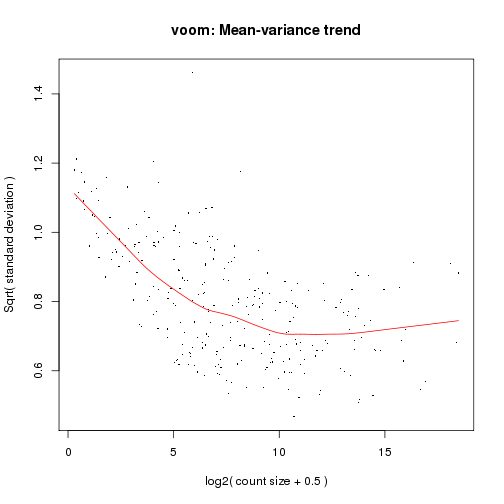 voom: Mean-variance trend
Sqrt( standard deviation )
1.4
1.2
1.0
0.8
0.6
0 5 10 15
log2( count size + 0.5 )